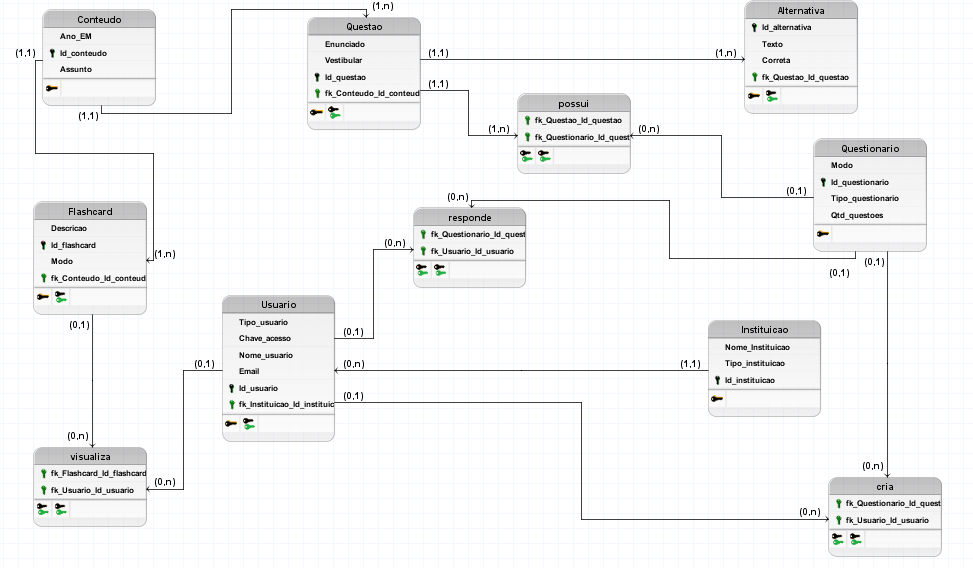 Conteudo
Ano_EM
Id_conteudo
Assunto
(1,1)
(1,1)
(1,n)
Questao
Enunciado
Vestibular
Id_questao
fk_Conteudo_Id_conteud
(1,1)
(1,1)
(1,n)
Alternativa
Id_alternativa
Texto
Correta
fk_Questao_Id_questao
possui
fk_Questao_Id_questao
fk_Questionario_Id_quest
(1,n)
(0,n)
Questionario
Modo
Id_questionario
Tipo_questionario
Qtd_questoes
(0,1)
(0,1)
(0,1)
Flashcard
Descricao
Id_flashcard
Modo
fk_Conteudo_Id_conteud
(1,n)
(0,1)
(0,n)
responde
fk_Questionario_Id_quest
fk_Usuario_Id_usuario
(0,n)
Usuario
Tipo_usuario
Chave_acesso
Nome_usuario
Email
Id_usuario
fk_Instituicao_Id_instituic
(0,1)
(0,1)
(0,n)
(0,1)
(1,1)
Instituicao
Nome_Instituicao
Tipo_instituicao
Id_instituicao
(0,n)
visualiza
fk_Flashcard_Id_flashcard
fk_Usuario_Id_usuario
(0,n)
(0,n)
cria
fk_Questionario_Id_quest
fk_Usuario_Id_usuario
(0,n)